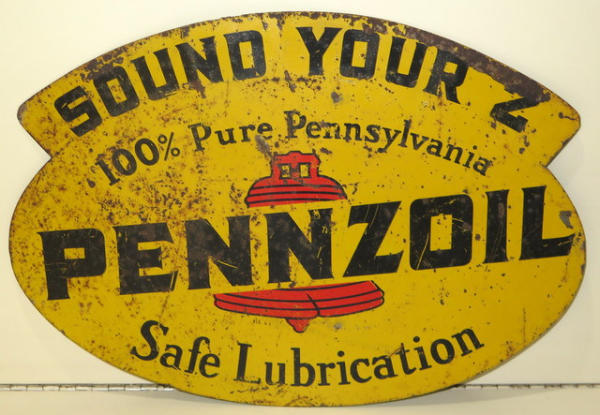 SOUND YOUR Z
100% Pure Pennsylvania
PENNZOIL
Safe Lubrication